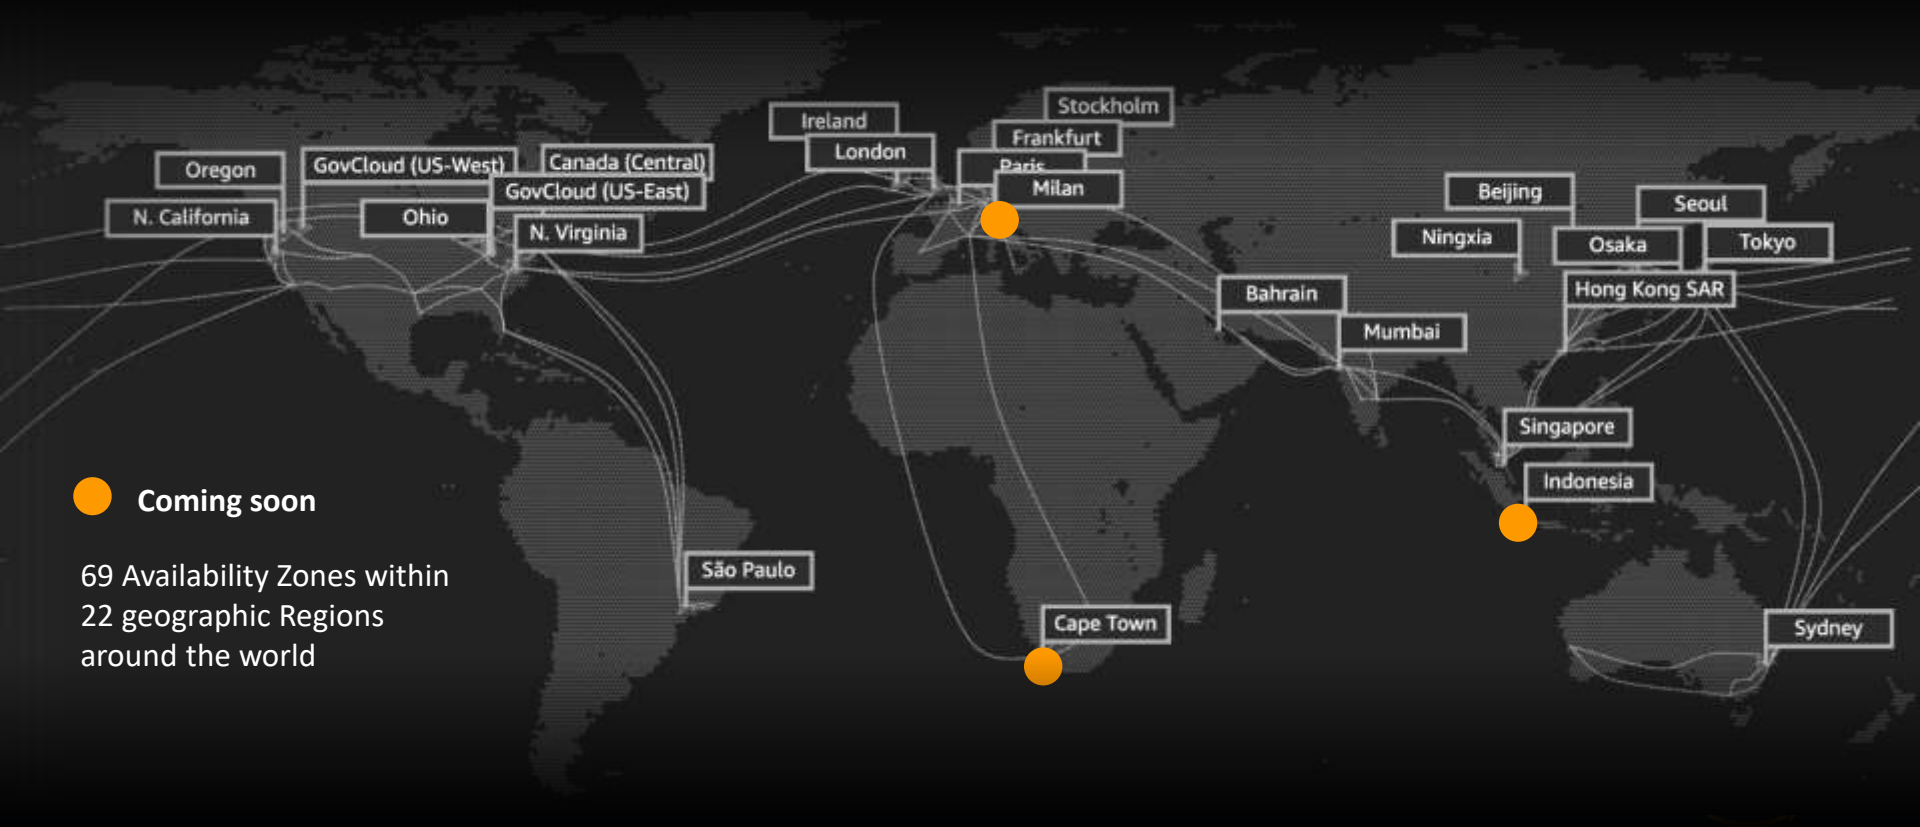 Stockholm
Ireland
Frankfurt
London
Paris
Milan
Oregon
GovCloud (US-West)
Canada (Central)
GovCloud (US-East)
N. California
Ohio
N. Virginia
Beijing
Seoul
Ningxia
Osaka
Tokyo
Bahrain
Hong Kong SAR
Mumbai
Singapore
Indonesia
São Paulo
Cape Town
Sydney
Coming soon
69 Availability Zones within
22 geographic Regions
around the world